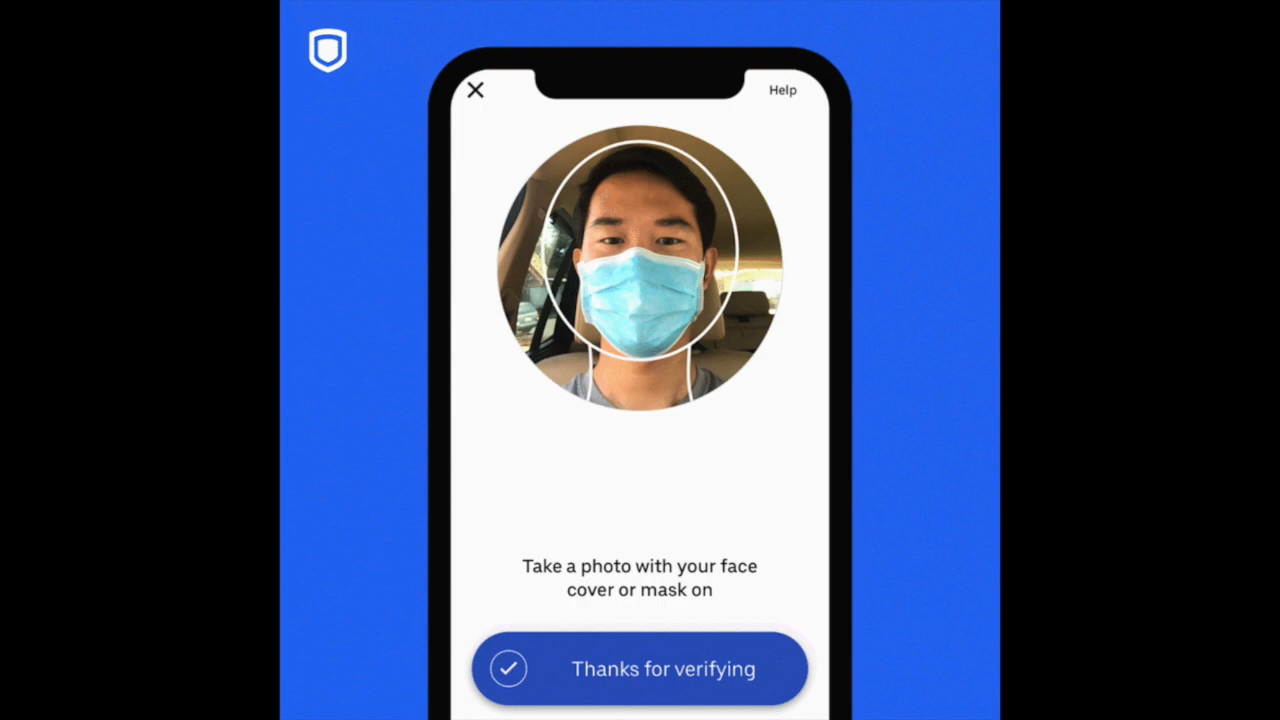 Help
Take a photo with your face
cover or mask on
Thanks for verifying